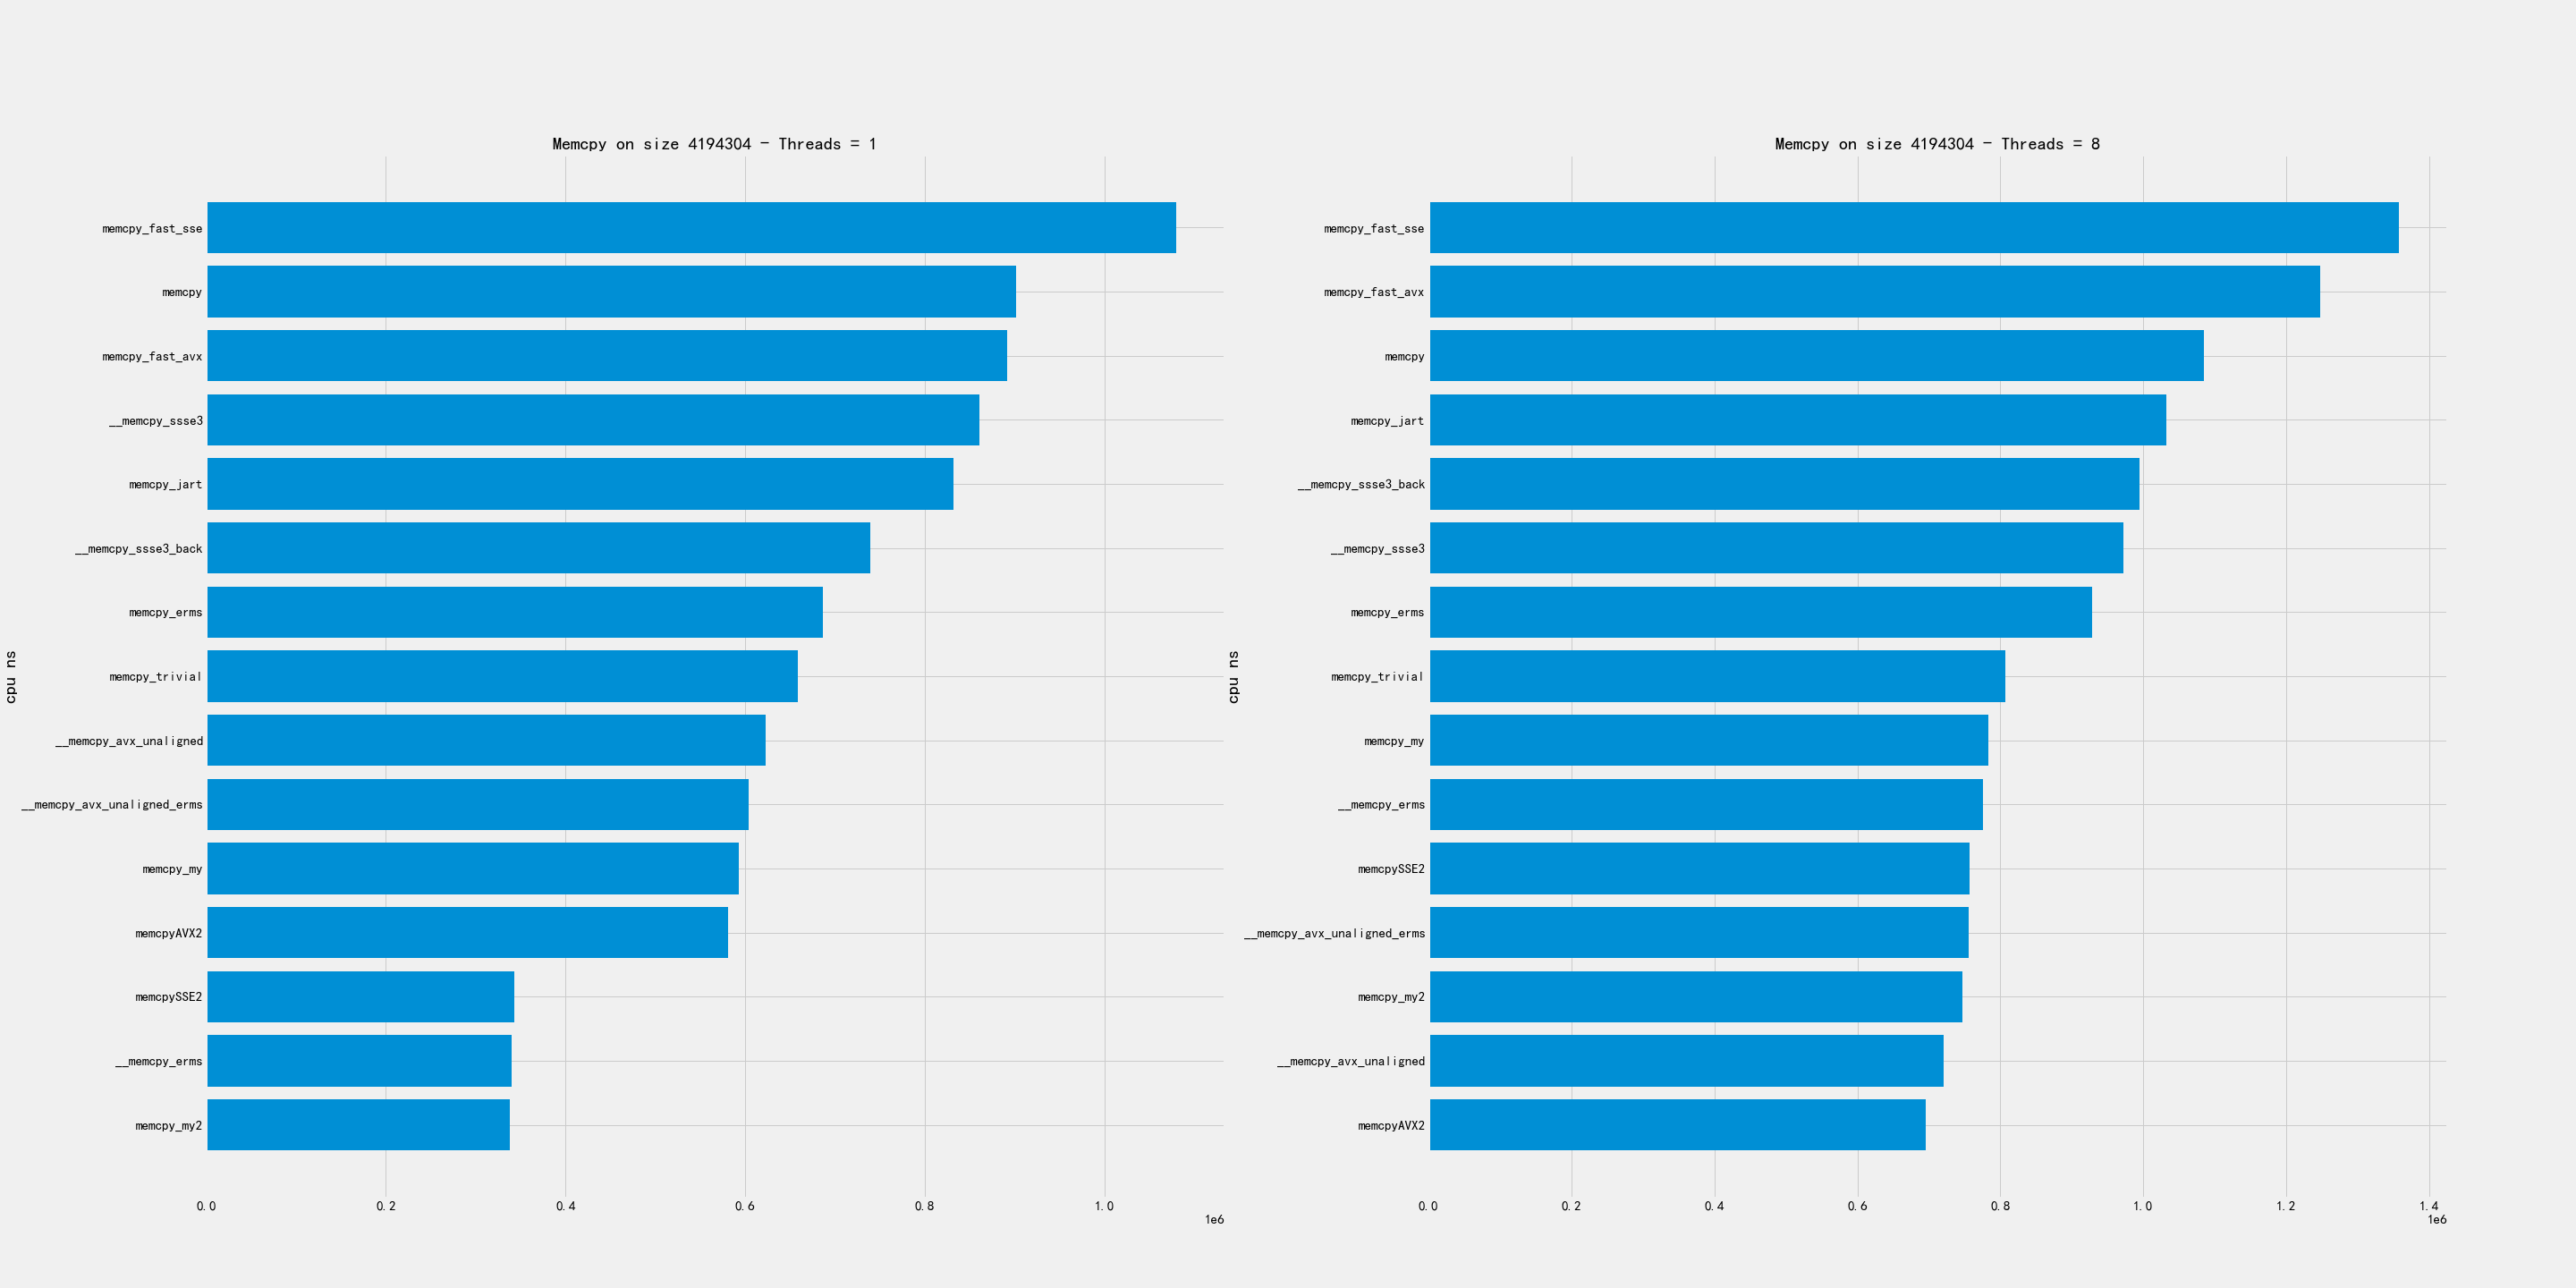 Memcpy on size 4194304 - Threads = 1
memcpy_fast_sse
memcpy
memcpy_fast_avx
__memcpy_ssse3
memcpy_jart
__memcpy_ssse3_back
memcpy_erms
memcpy_trivial
__memcpy_avx_unaligned
__memcpy_avx_unaligned_erms
memcpy_my
memcpyAVX2
memcpySSE2
__memcpy_erms
memcpy_my2
cpu ns
0.0 0.2 0.4 0.6 0.8 1.0
1e6
Memcpy on size 4194304 - Threads = 8
memcpy_fast_sse
memcpy_fast_avx
memcpy
memcpy_jart
__memcpy_ssse3_back
__memcpy_ssse3
memcpy_erms
memcpy_trivial
memcpy_my
__memcpy_erms
memcpySSE2
__memcpy_avx_unaligned_erms
memcpy_my2
__memcpy_avx_unaligned
memcpyAVX2
cpu ns
0.0 0.2 0.4 0.6 0.8 1.0 1.2 1.4
1e6